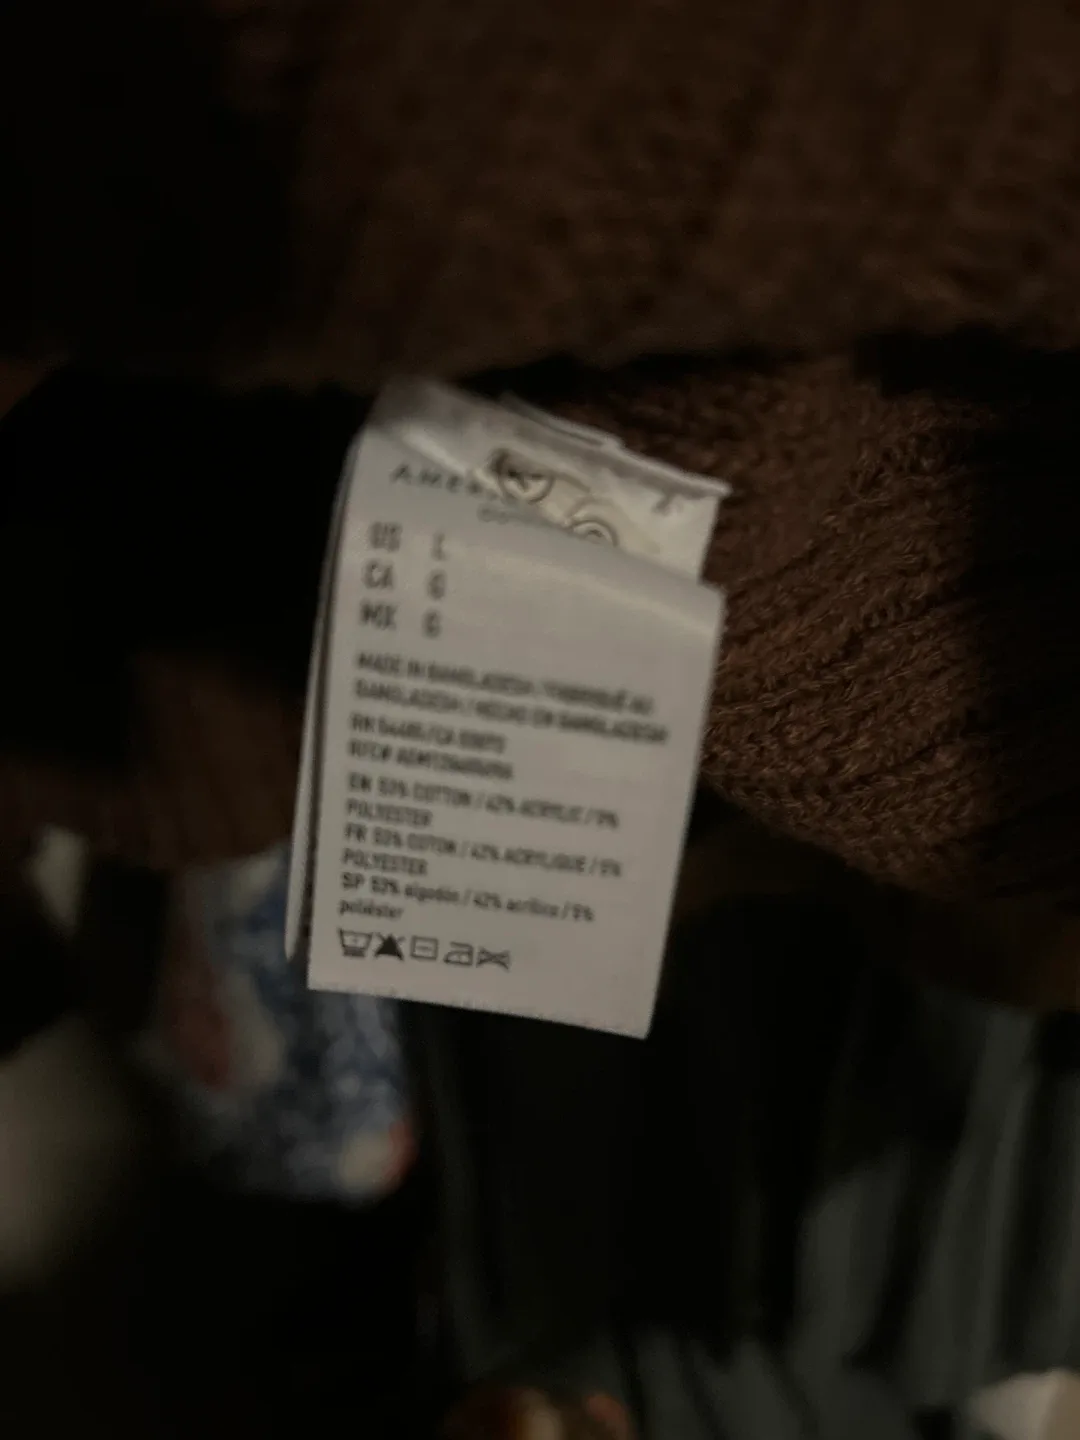 US L
CA G
MX G
MADE IN BANGLADESH / FABRIQUÉ AU
BANGLADESH / HECHO EN BANGLADESH
EN 53% COTTON / 42% ACRYLIC / 5%
POLYESTER
FR 53% COTON / 42% ACRYLIQUE / 5%
POLYESTER
SP 53% algodón / 42% acrílico / 5%
poliéster